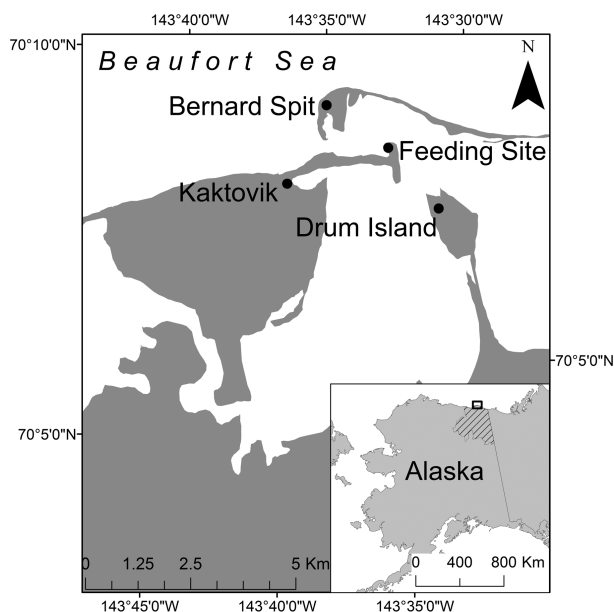 143°40'0"W 143°35'0"W 143°30'0"W
70°10'0"N
Beaufort Sea
N
Bernard Spit
Feeding Site
Kaktovik
Drum Island
70°5'0"N
70°5'0"N
Alaska
0 1.25 2.5 5 Km
0 400 800 Km
143°45'0"W 143°40'0"W 143°35'0"W